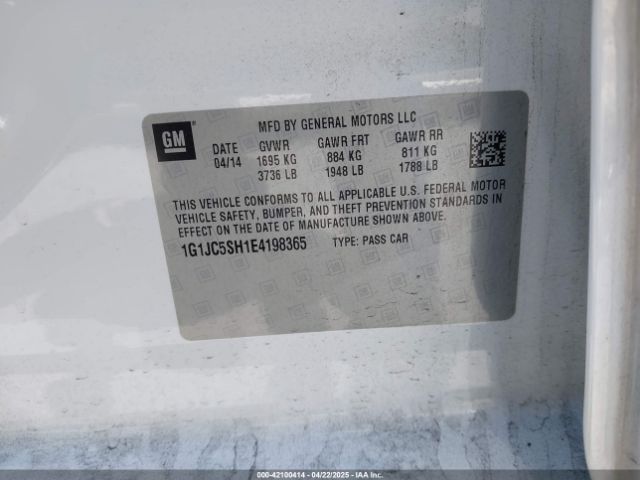 GM
MFD BY GENERAL MOTORS LLC
DATE GVWR GAWR FRT GAWR RR
04/14 1695 KG 884 KG 811 KG
3736 LB 1948 LB 1788 LB
THIS VEHICLE CONFORMS TO ALL APPLICABLE U.S. FEDERAL MOTOR
VEHICLE SAFETY, BUMPER, AND THEFT PREVENTION STANDARDS IN
EFFECT ON THE DATE OF MANUFACTURE SHOWN ABOVE.
1G1JC5SH1E4198365 TYPE: PASS CAR
000-42100414 - 04/22/2025 - IAAI.COM